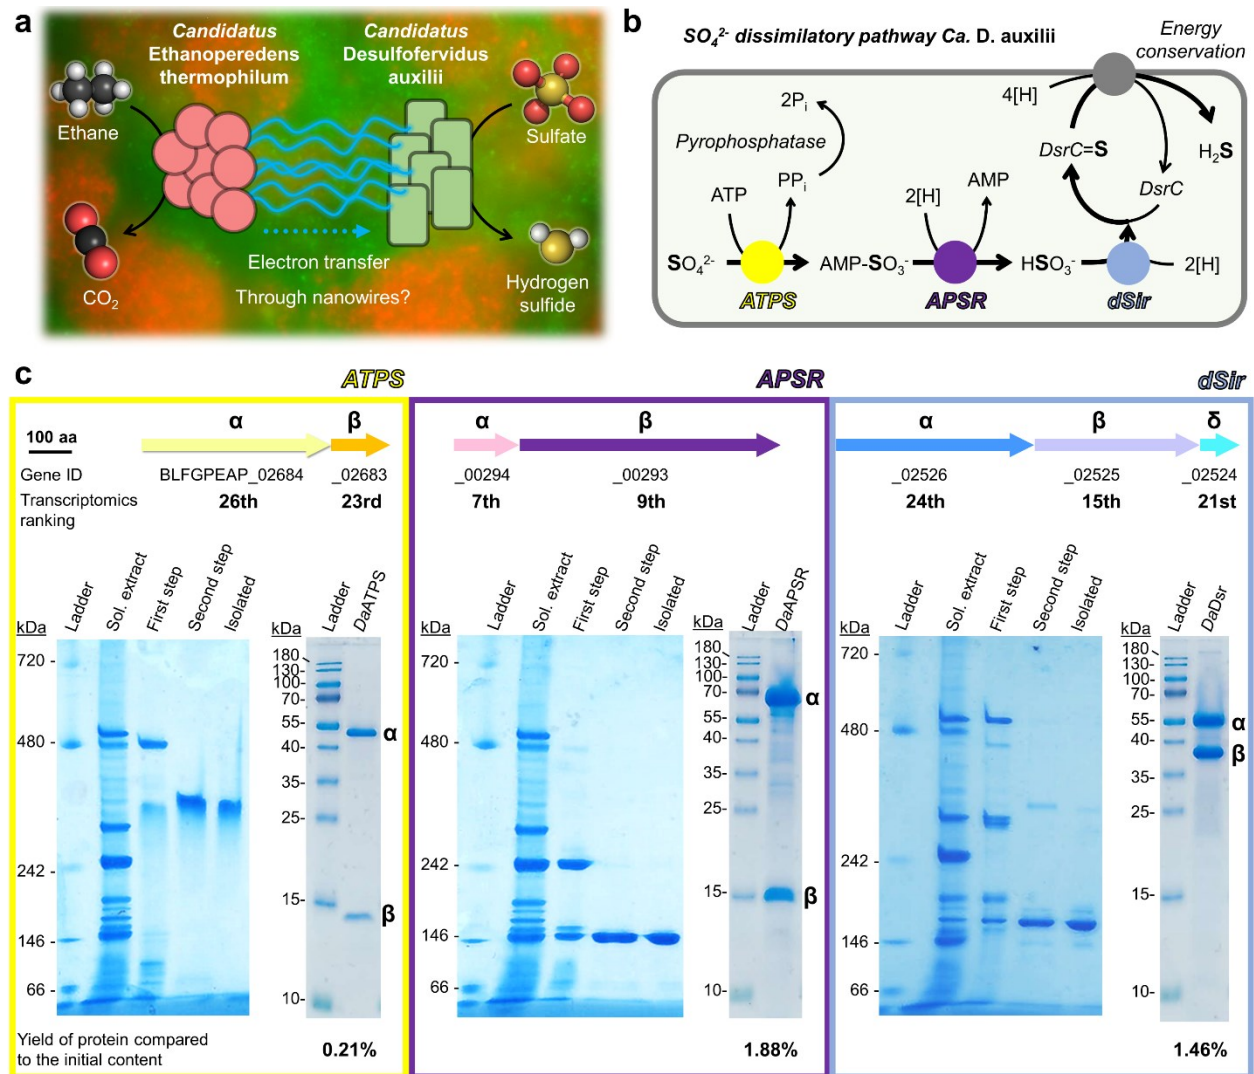 a
Candidatus
Ethanoperedens
thermophilum
Candidatus
Desulfofervidus
auxilii
Ethane
Sulfate
CO2
Electron transfer
Through nanowires?
Hydrogen
sulfide
b
SO4^2- dissimilatory pathway Ca. D. auxilii
Energy
conservation
2Pi
4[H]
Pyrophosphatase
DsrC=S
H2S
ATP
PPi
2[H]
AMP
DsrC
SO4^2-
AMP-SO3^-
HSO3^-
2[H]
ATPS
APSR
dSir
c
ATPS
α
β
100 aa
Gene ID
BLFGPEAP_02684
_02683
Transcriptomics
ranking
26th
23rd
Ladder
Sol. extract
First step
Second step
Isolated
Ladder
DaATPS
kDa
720
480
242
146
66
kDa
180
130-
100-
70-
55-
40-
35-
25-
15-
10-
α
β
Yield of protein compared
to the initial content
0.21%
APSR
α
β
_00294
_00293
7th
9th
Ladder
Sol. extract
First step
Second step
Isolated
Ladder
DaAPSR
kDa
720
480
242
146
66
kDa
180
130-
100-
70-
55-
40-
35-
25-
15-
10-
α
β
1.88%
dSir
α
β
δ
_02526
_02525
_02524
24th
15th
21st
Ladder
Sol. extract
First step
Second step
Isolated
Ladder
DaDsr
kDa
720
480
242
146
66
kDa
180
130-
100-
70-
55-
40-
35-
25-
15-
10-
α
β
1.46%